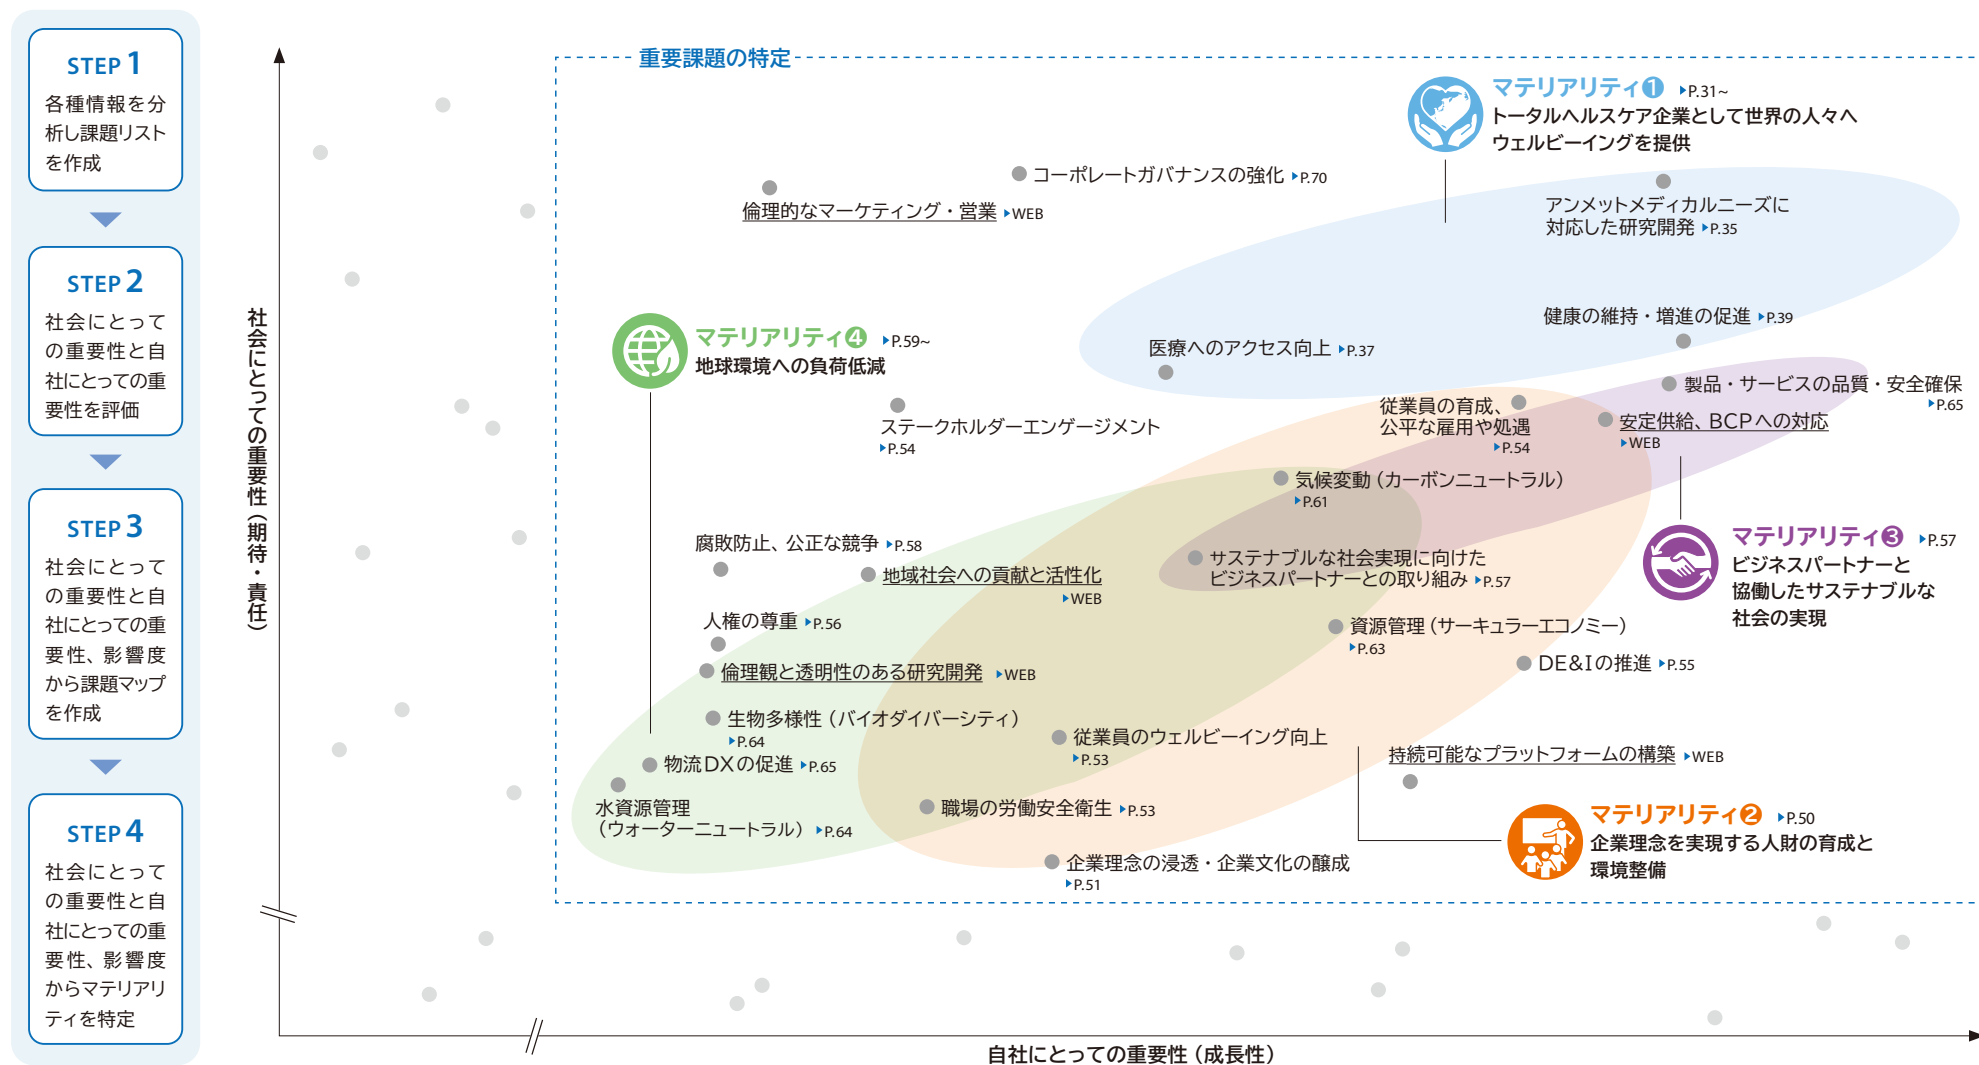 STEP 1
各種情報を分
析し課題リスト
を作成
STEP 2
社会にとって
の重要性と自
社にとっての重
要性を評価
STEP 3
社会にとって
の重要性と自
社にとっての重
要性、影響度
から課題マップ
を作成
STEP 4
社会にとって
の重要性と自
社にとっての重
要性、影響度
からマテリアリ
ティを特定
社会にとっての重要性（期待・責任）
重要課題の特定
マテリアリティ❶ ▶P.31~
トータルヘルスケア企業として世界の人々へ
ウェルビーイングを提供
コーポレートガバナンスの強化 ▶P.70
倫理的なマーケティング・営業 ▶WEB
アンメットメディカルニーズに
対応した研究開発 ▶P.35
健康の維持・増進の促進 ▶P.39
医療へのアクセス向上 ▶P.37
マテリアリティ❹ ▶P.59~
地球環境への負荷低減
製品・サービスの品質・安全確保
▶P.65
従業員の育成、
公平な雇用や処遇
▶P.54
安定供給、BCPへの対応
▶WEB
ステークホルダーエンゲージメント
▶P.54
気候変動（カーボンニュートラル）
▶P.61
マテリアリティ❸ ▶P.57
ビジネスパートナーと
協働したサステナブルな
社会の実現
腐敗防止、公正な競争 ▶P.58
地域社会への貢献と活性化
▶WEB
サステナブルな社会実現に向けた
ビジネスパートナーとの取り組み ▶P.57
人権の尊重 ▶P.56
資源管理（サーキュラーエコノミー）
▶P.63
倫理観と透明性のある研究開発 ▶WEB
DE&Iの推進 ▶P.55
生物多様性（バイオダイバーシティ）
▶P.64
従業員のウェルビーイング向上
▶P.53
物流DXの促進 ▶P.65
持続可能なプラットフォームの構築 ▶WEB
水資源管理
（ウォーターニュートラル） ▶P.64
職場の労働安全衛生 ▶P.53
マテリアリティ❷ ▶P.50
企業理念を実現する人財の育成と
環境整備
企業理念の浸透・企業文化の醸成
▶P.51
自社にとっての重要性（成長性）